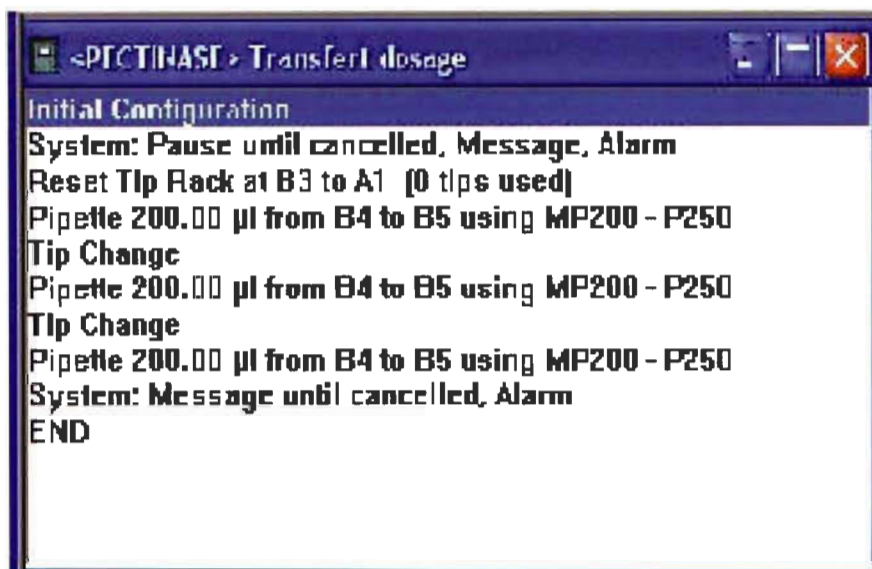 <PECTINASE> Transfert dosage
Initial Configuration
System: Pause until cancelled, Message, Alarm
Reset Tip Rack at B3 to A1 (0 tips used)
Pipette 200.00 µl from B4 to B5 using MP200 - P250
Tip Change
Pipette 200.00 µl from B4 to B5 using MP200 - P250
Tip Change
Pipette 200.00 µl from B4 to B5 using MP200 - P250
System: Message until cancelled, Alarm
END